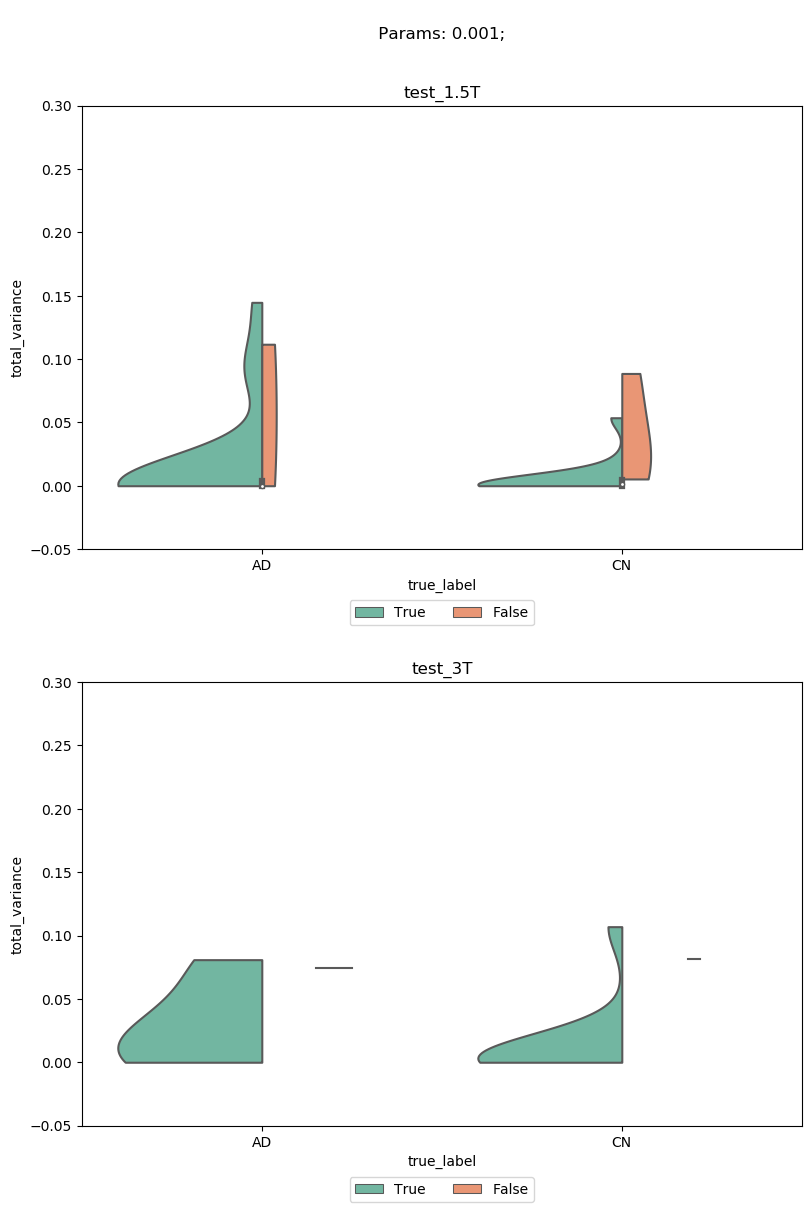 Params: 0.001;
test_1.5T
0.30
0.25
0.20
0.15
0.10
0.05
0.00
−0.05
total_variance
AD CN
true_label
True False
test_3T
0.30
0.25
0.20
0.15
0.10
0.05
0.00
−0.05
total_variance
AD CN
true_label
True False